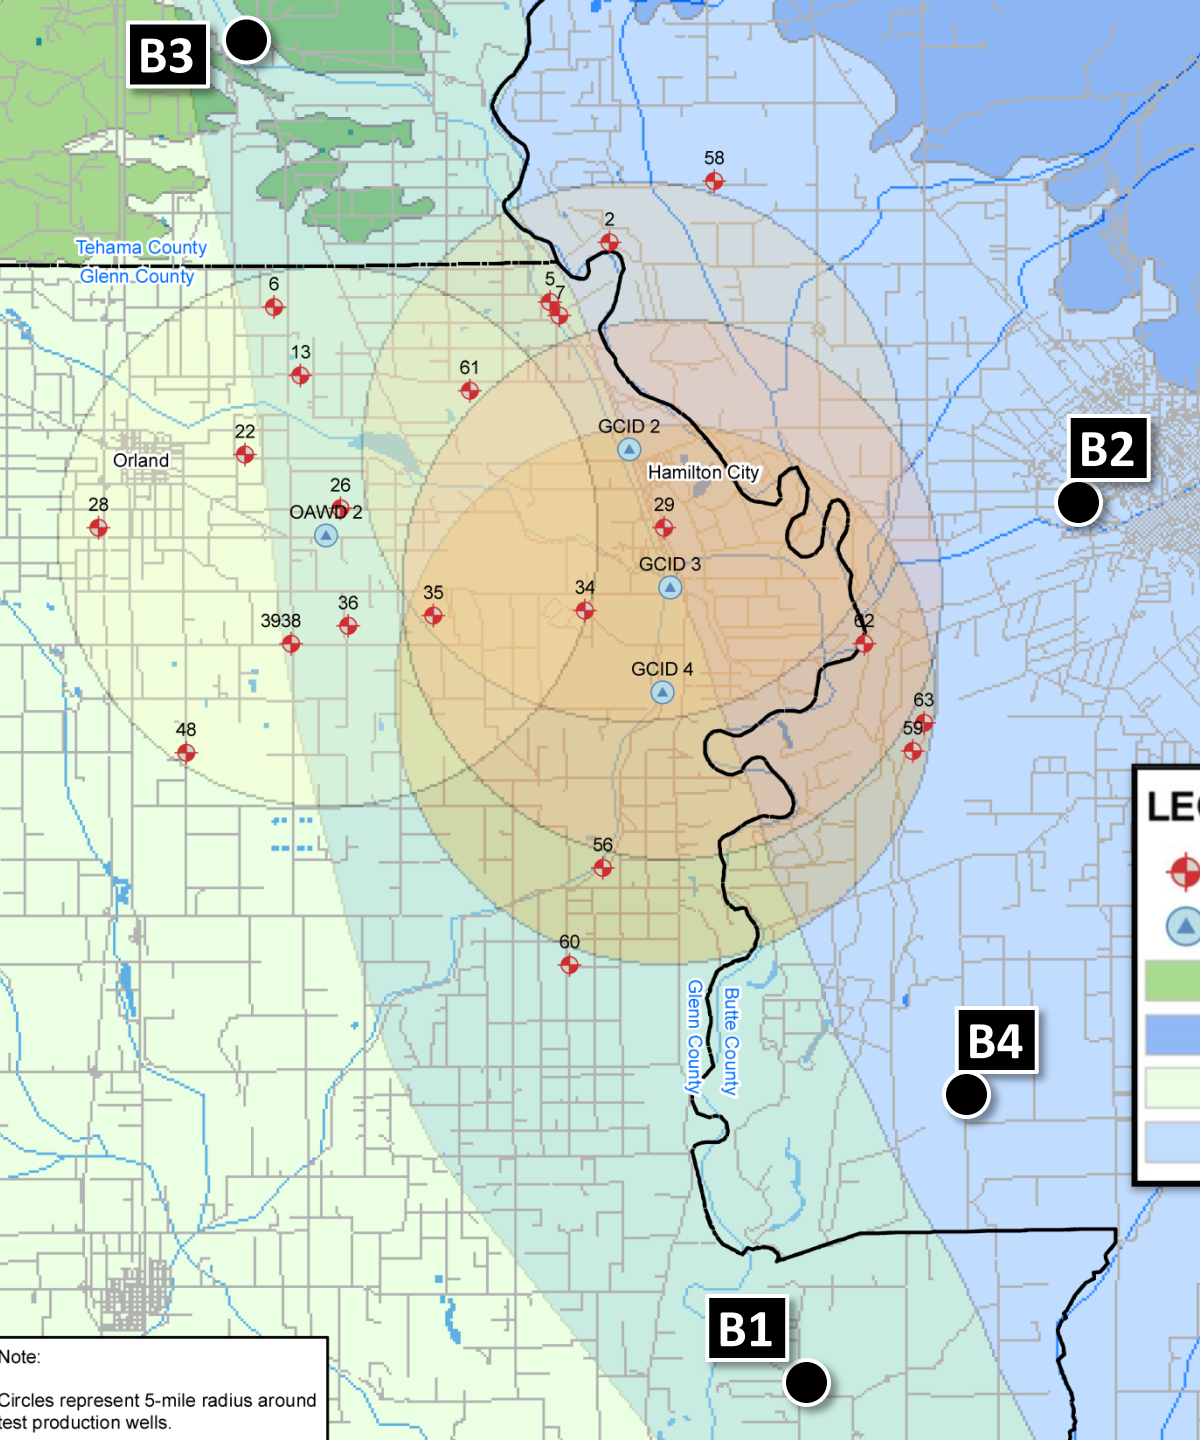 B3
58
2
Tehama County
Glenn County
6
5
7
13
61
22
GCID 2
B2
Orland
Hamilton City
28
26
OAWD 2
29
GCID 3
34
35
36
3938
62
GCID 4
63
59
48
LE
56
60
Glenn County
Butte County
B4
B1
Note:
Circles represent 5-mile radius around
test production wells.